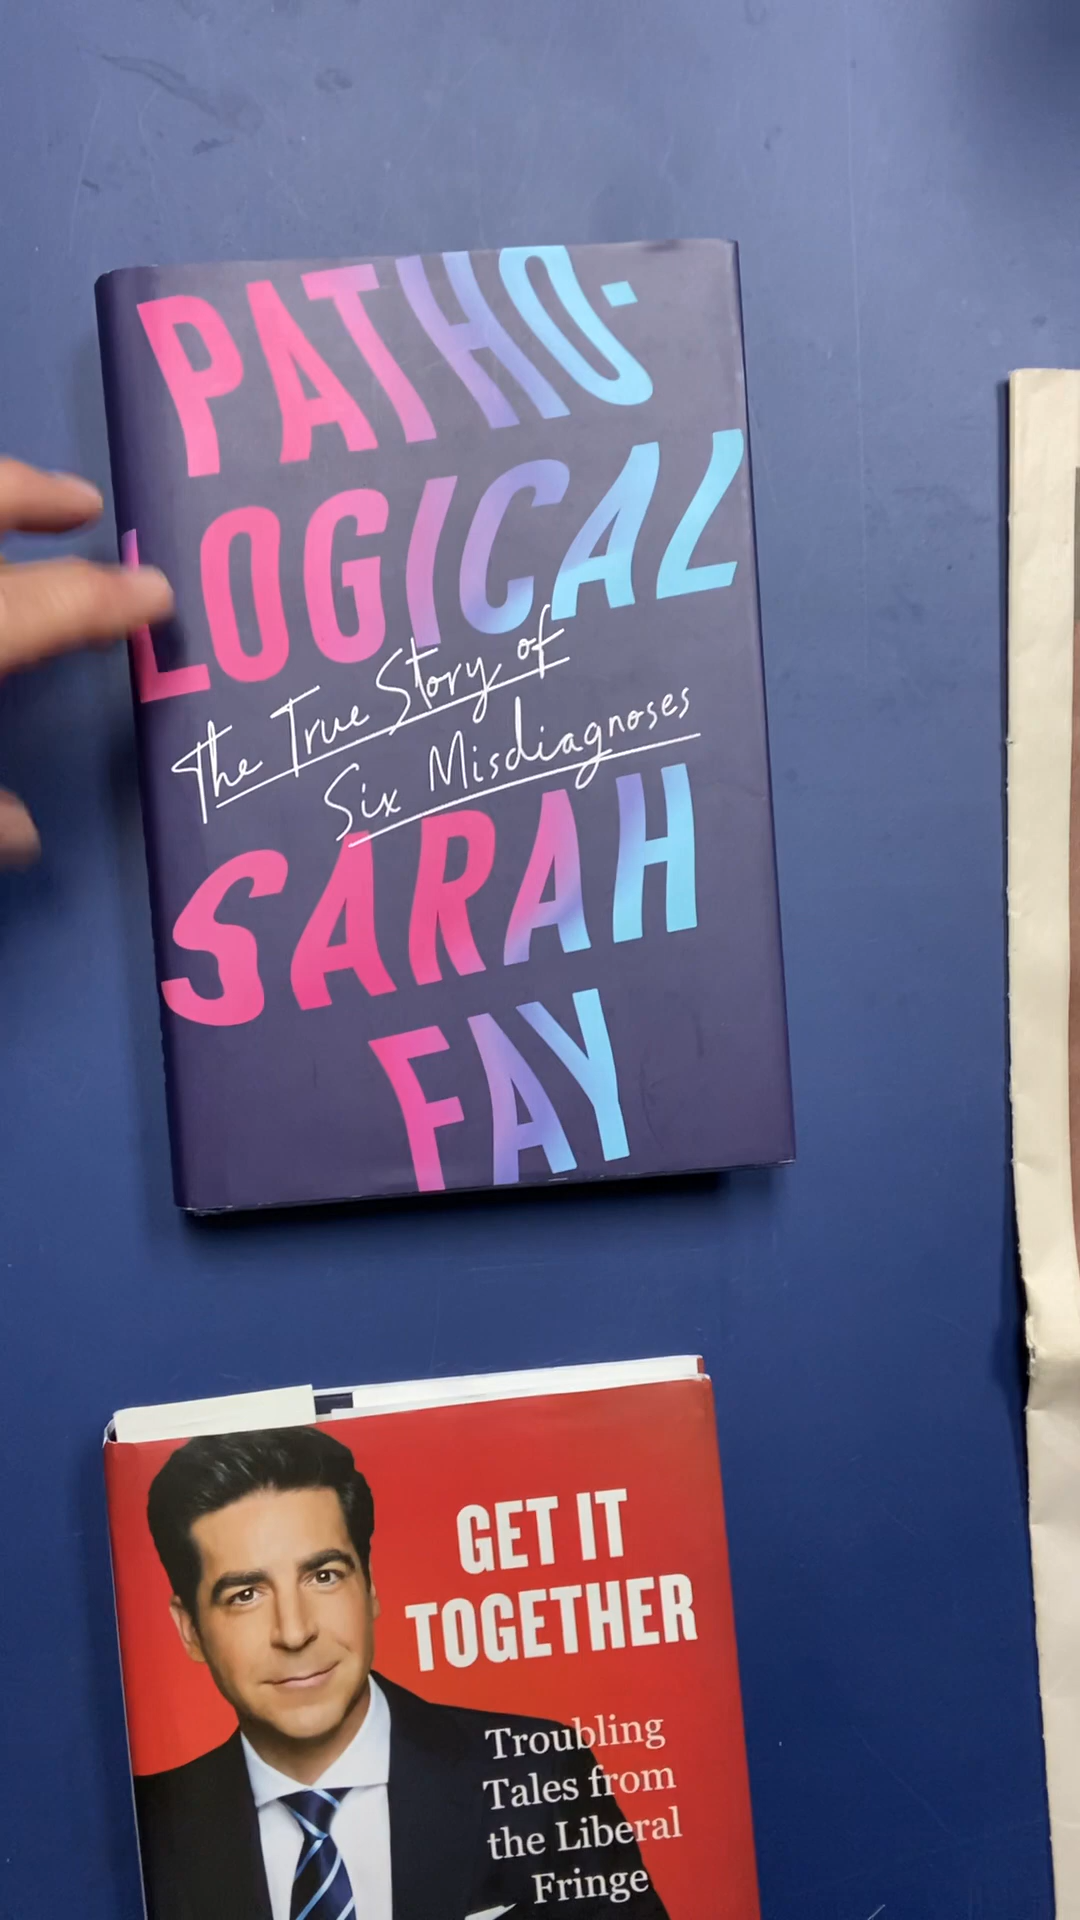 PATHO-
LOGICAL
The True Story of
Six Misdiagnoses
SARAH
FAY
GET IT
TOGETHER
Troubling
Tales from
the Liberal
Fringe